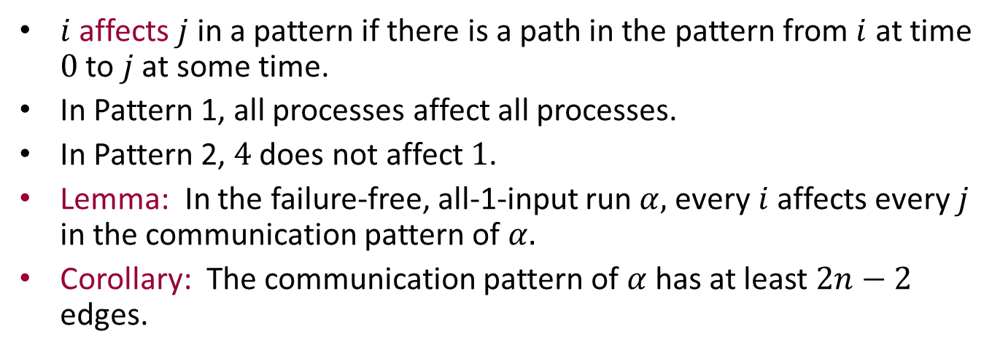 • 𝑖 affects 𝑗 in a pattern if there is a path in the pattern from 𝑖 at time
0 to 𝑗 at some time.
• In Pattern 1, all processes affect all processes.
• In Pattern 2, 4 does not affect 1.
• Lemma: In the failure-free, all-1-input run 𝛼, every 𝑖 affects every 𝑗
in the communication pattern of 𝛼.
• Corollary: The communication pattern of 𝛼 has at least 2𝑛 − 2
edges.